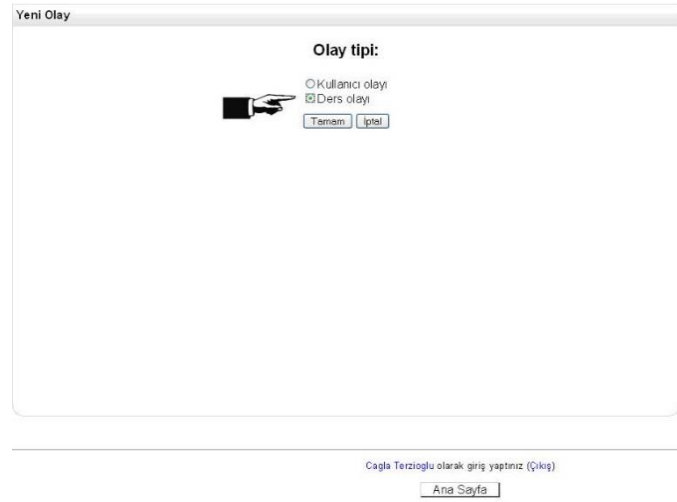 Yeni Olay
Olay tipi:
Kullanıcı olayı
Ders olayı
Tamam İptal
Cagla Terzioglu olarak giriş yaptınız (Çıkış)
Ana Sayfa